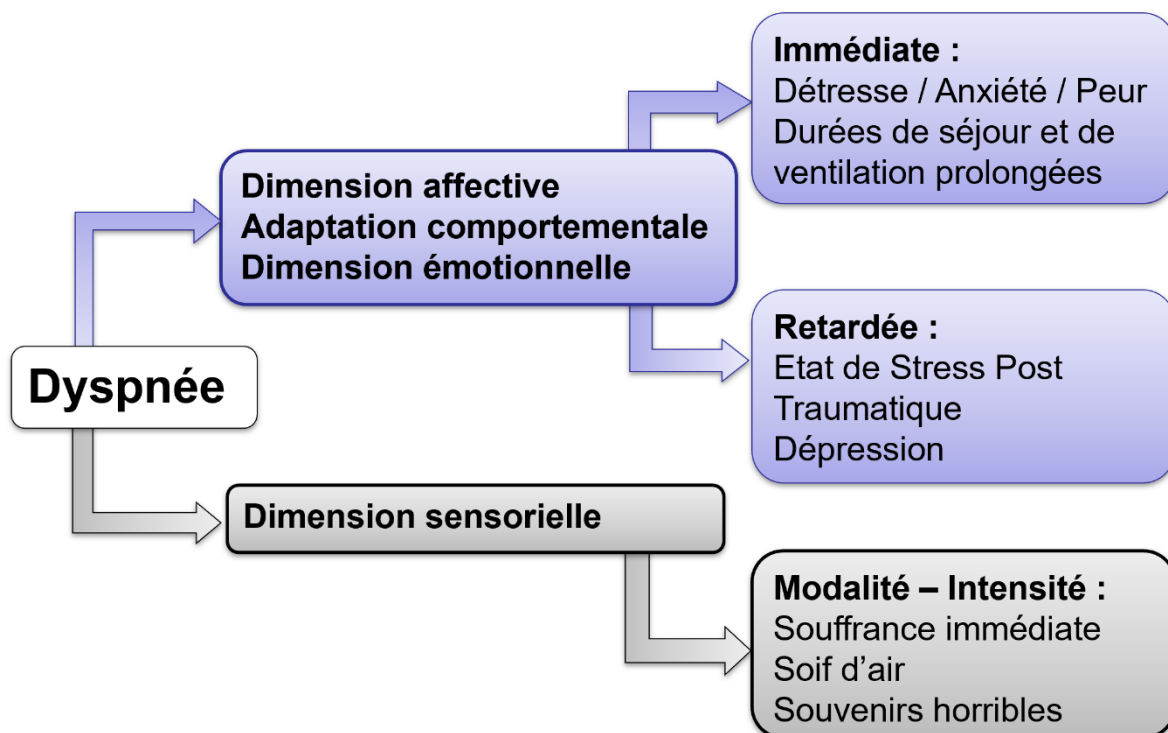 Immédiate :
Détresse / Anxiété / Peur
Durées de séjour et de
ventilation prolongées
Dimension affective
Adaptation comportementale
Dimension émotionnelle
Retardée :
Etat de Stress Post
Traumatique
Dépression
Dyspnée
Dimension sensorielle
Modalité – Intensité :
Souffrance immédiate
Soif d’air
Souvenirs horribles